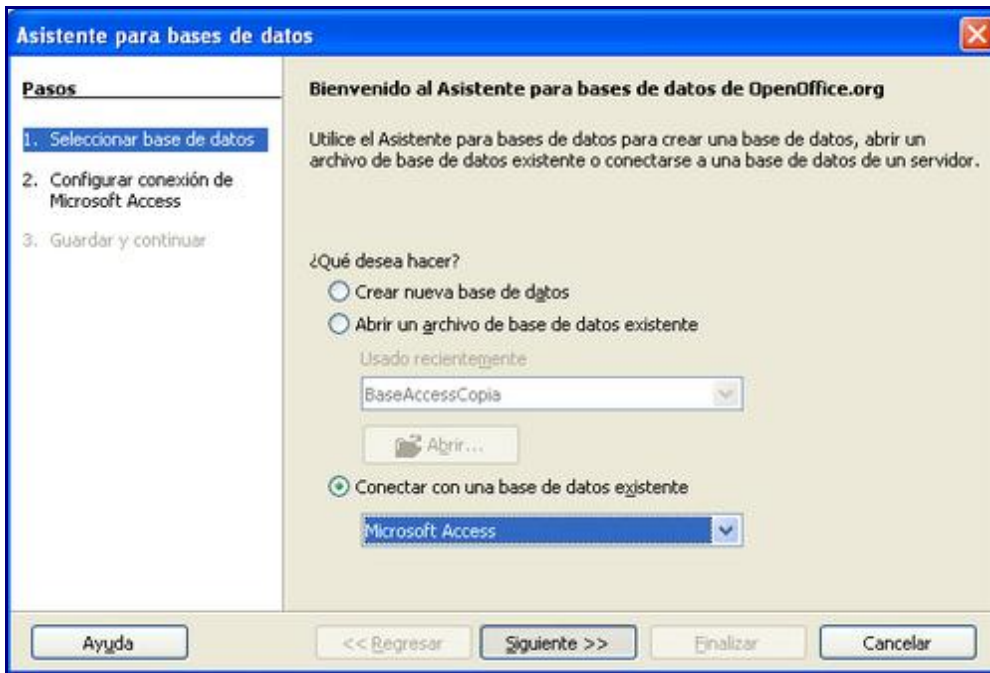 Asistente para bases de datos
Pasos
1. Seleccionar base de datos
2. Configurar conexión de
Microsoft Access
3. Guardar y continuar
Bienvenido al Asistente para bases de datos de OpenOffice.org
Utilice el Asistente para bases de datos para crear una base de datos, abrir un
archivo de base de datos existente o conectarse a una base de datos de un servidor.
¿Qué desea hacer?
Crear nueva base de datos
Abrir un archivo de base de datos existente
Usado recientemente
BaseAccessCopia
Abrir...
Conectar con una base de datos existente
Microsoft Access
Ayuda
<< Regresar
Siguiente >>
Finalizar
Cancelar